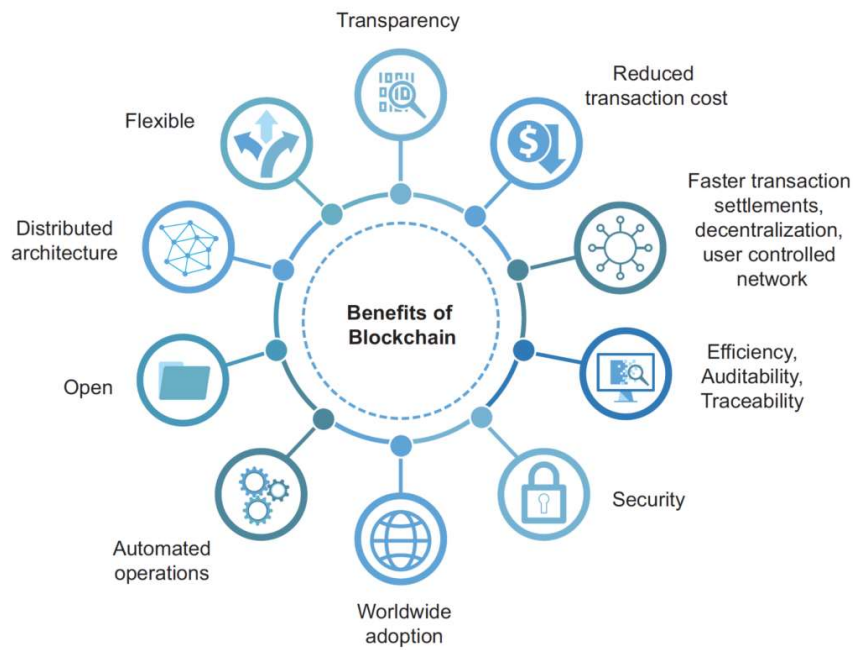 Transparency
Reduced
transaction cost
Faster transaction
settlements,
decentralization,
user controlled
network
Efficiency,
Auditability,
Traceability
Security
Worldwide
adoption
Automated
operations
Open
Distributed
architecture
Flexible
Benefits of
Blockchain